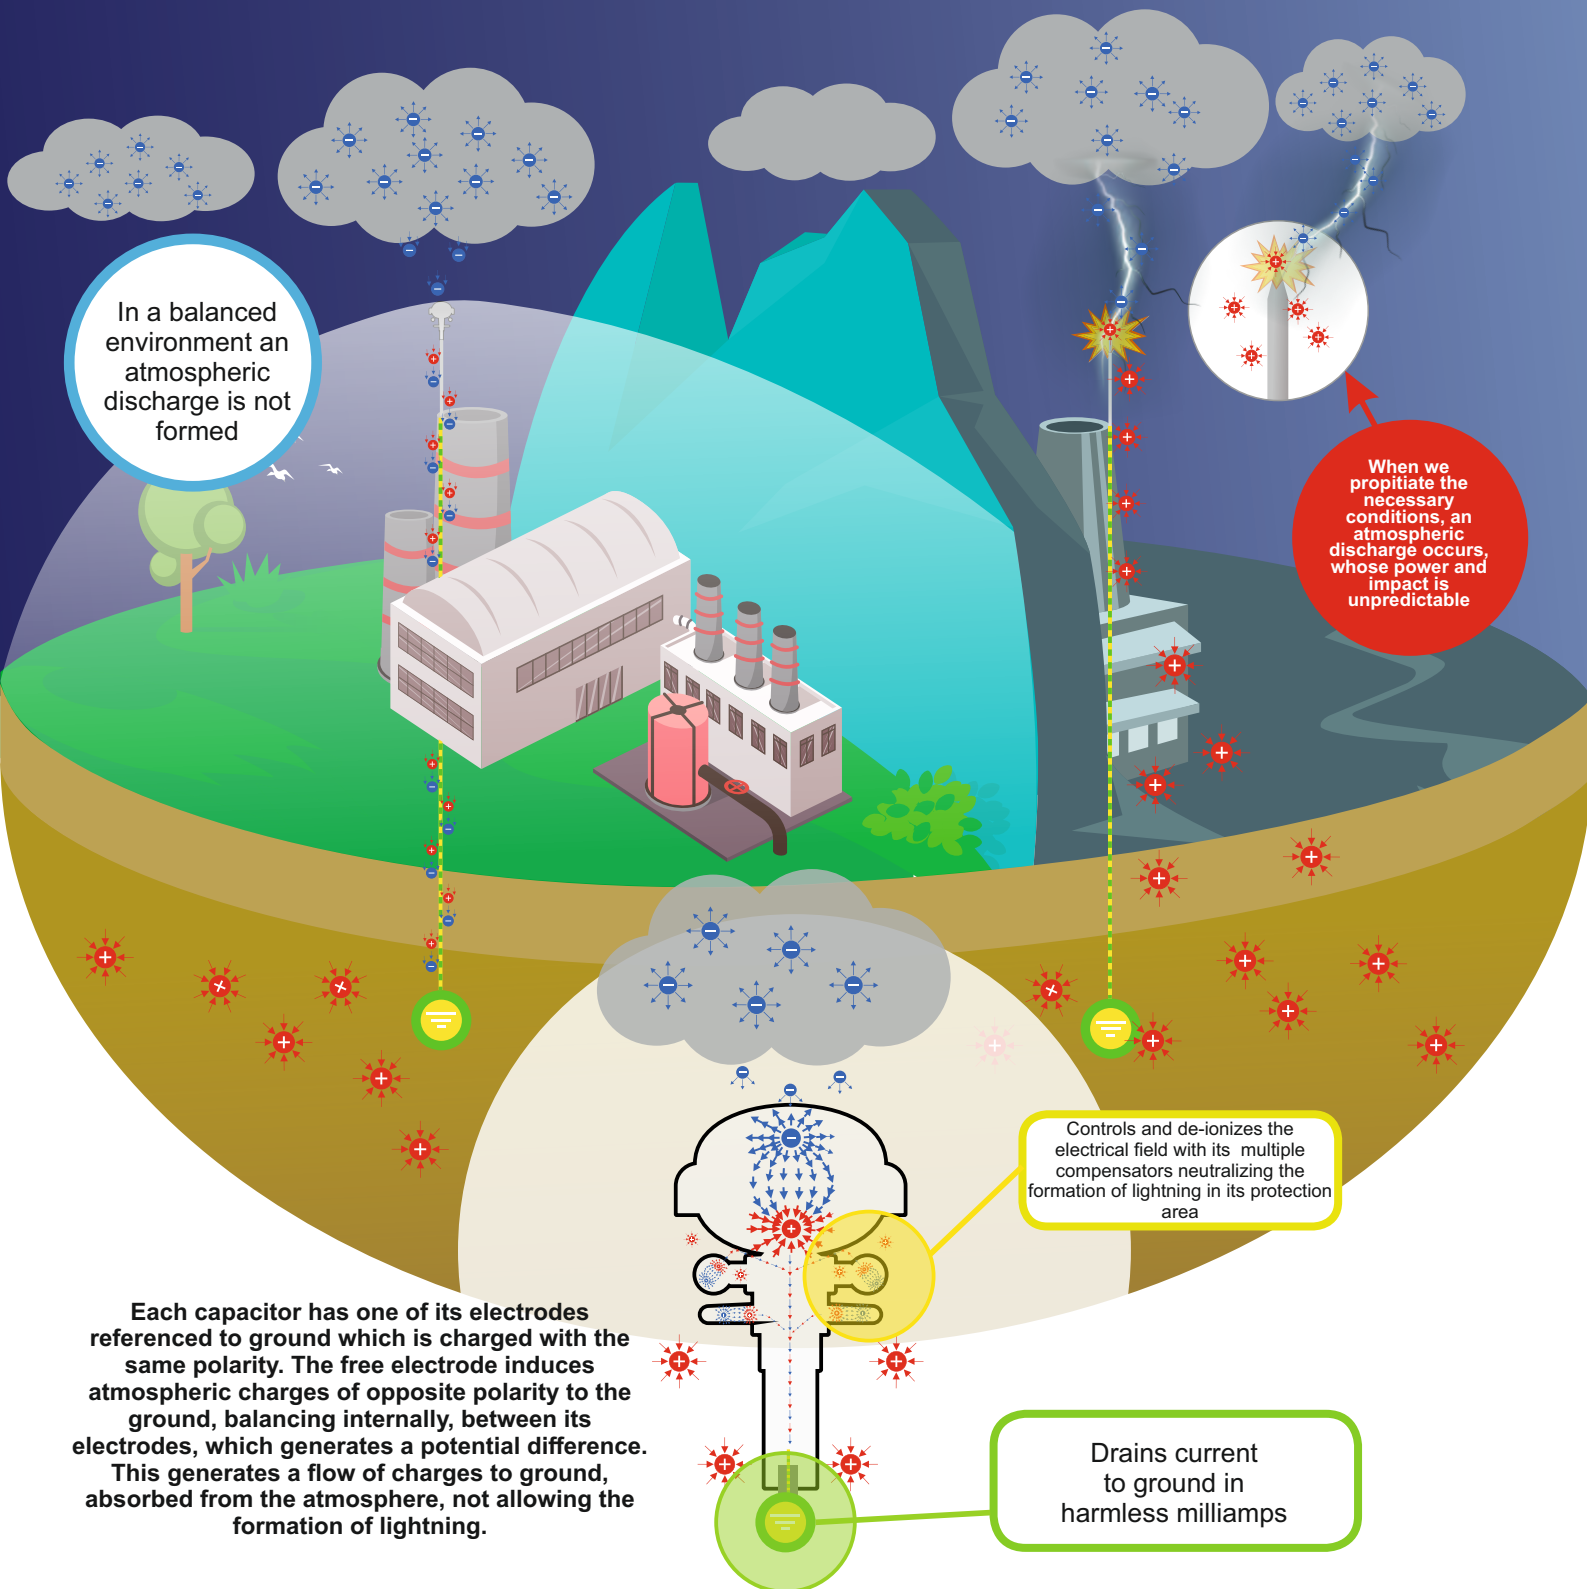 In a balanced
environment an
atmospheric
discharge is not
formed
When we
propitiate the
necessary
conditions, an
atmospheric
discharge occurs,
whose power and
impact is
unpredictable
Controls and de-ionizes the
electrical field with its multiple
compensators neutralizing the
formation of lightning in its protection
area
Each capacitor has one of its electrodes
referenced to ground which is charged with the
same polarity. The free electrode induces
atmospheric charges of opposite polarity to the
ground, balancing internally, between its
electrodes, which generates a potential difference.
This generates a flow of charges to ground,
absorbed from the atmosphere, not allowing the
formation of lightning.
Drains current
to ground in
harmless milliamps